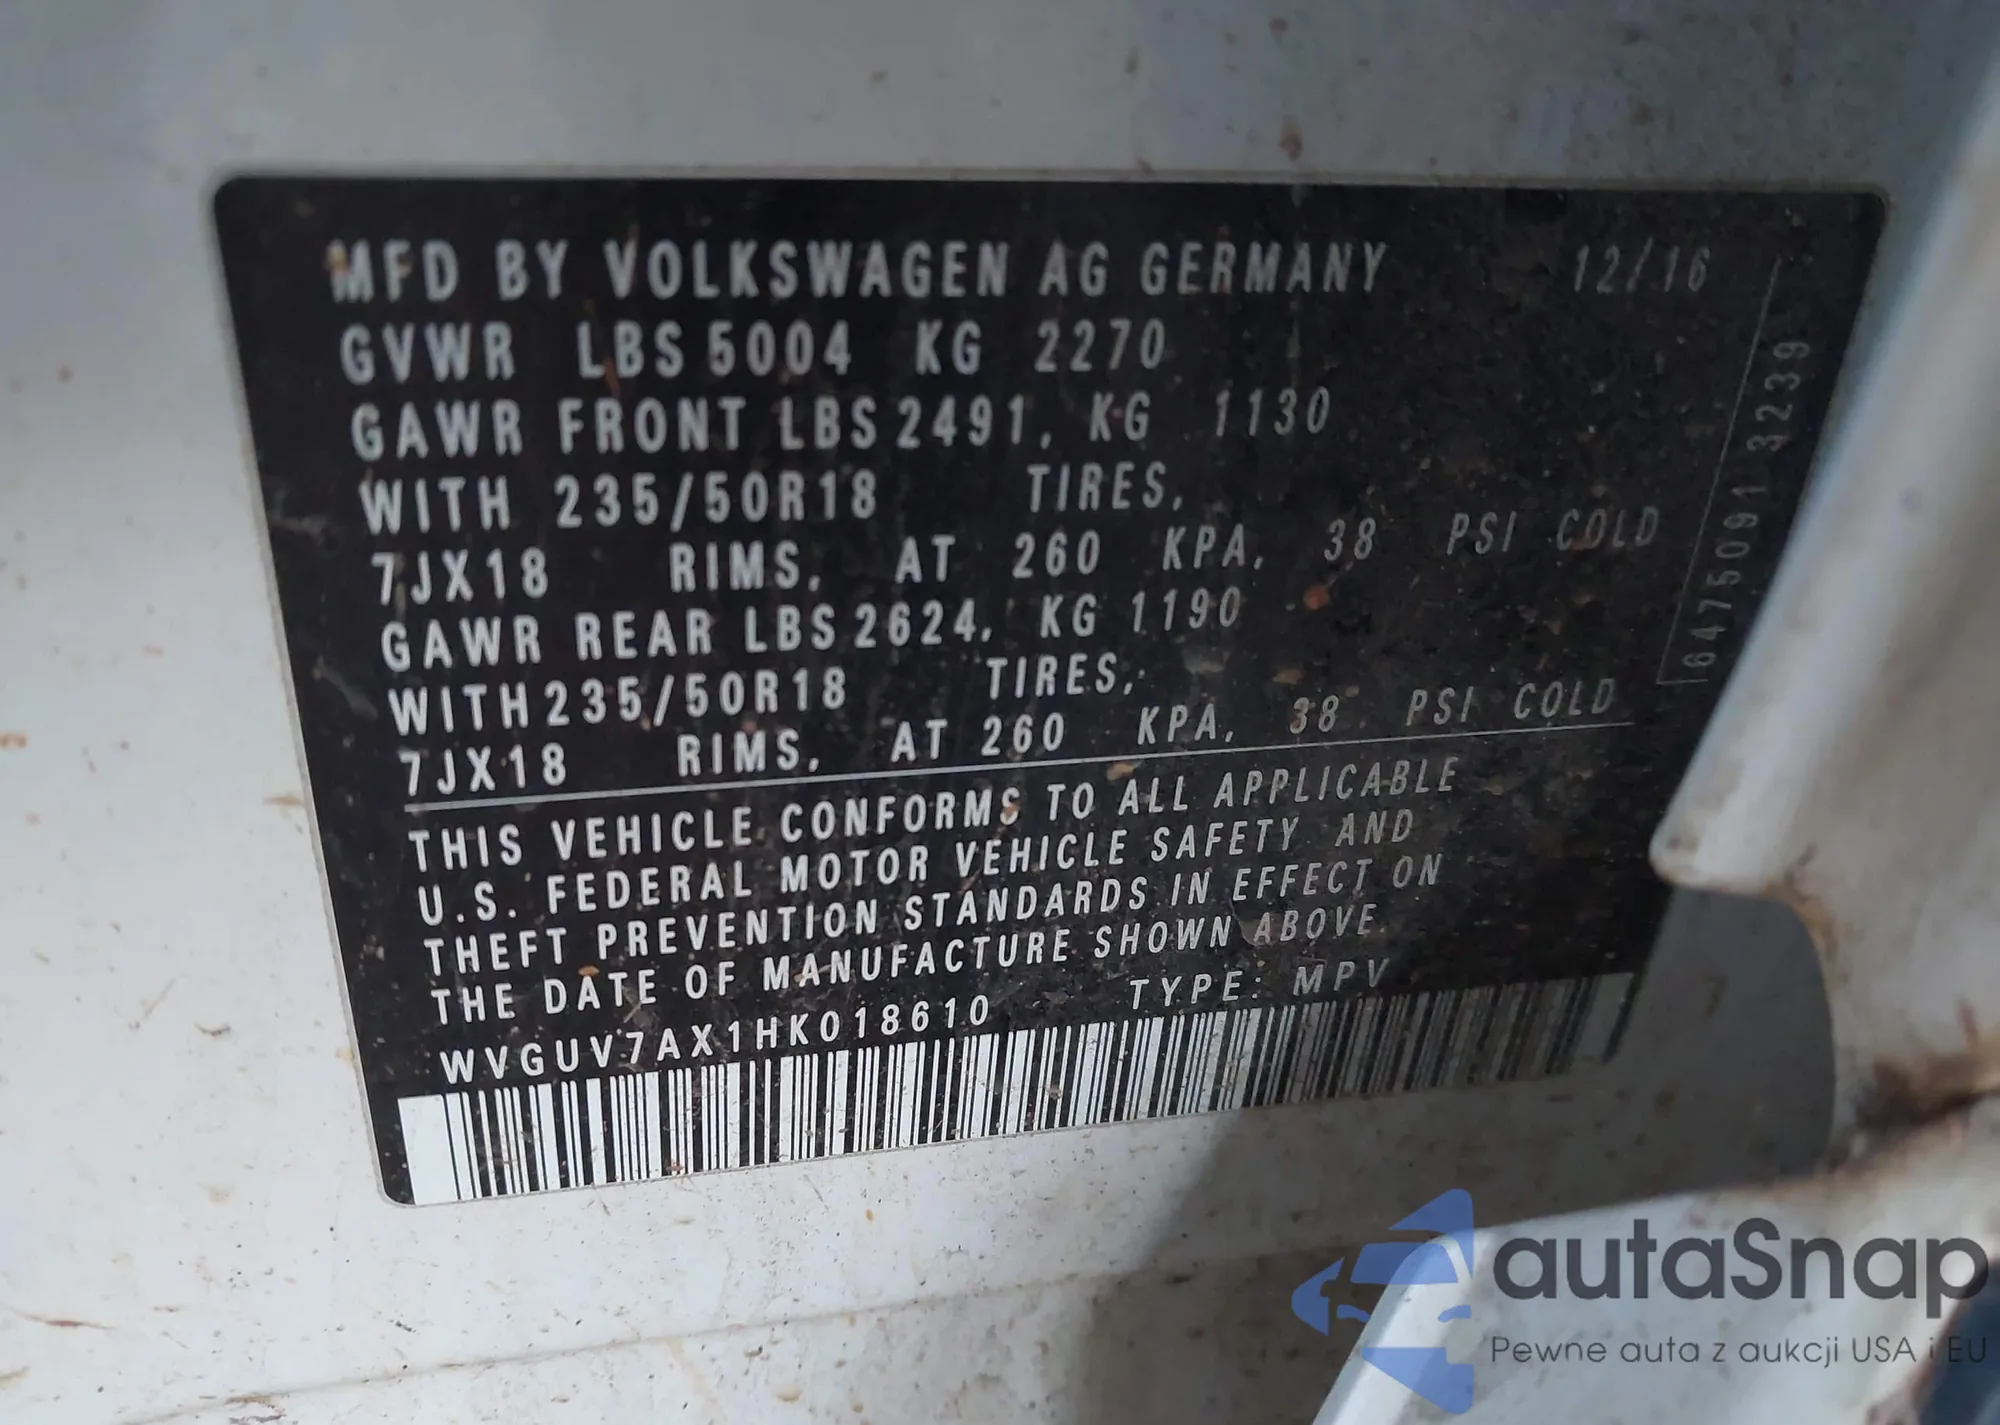 MFD BY VOLKSWAGEN AG GERMANY 12/16
GVWR LBS 5004 KG 2270
GAWR FRONT LBS 2491, KG 1130
WITH 235/50R18 TIRES,
7JX18 RIMS, AT 260 KPA, 38 PSI COLD
GAWR REAR LBS 2624, KG 1190
WITH 235/50R18 TIRES,
7JX18 RIMS, AT 260 KPA, 38 PSI COLD
THIS VEHICLE CONFORMS TO ALL APPLICABLE
U.S. FEDERAL MOTOR VEHICLE SAFETY AND
THEFT PREVENTION STANDARDS IN EFFECT ON
THE DATE OF MANUFACTURE SHOWN ABOVE.
WVGUV7AX1HK018610 TYPE: MPV
64750913239
autaSnap
Pewne auta z aukcji USA i EU